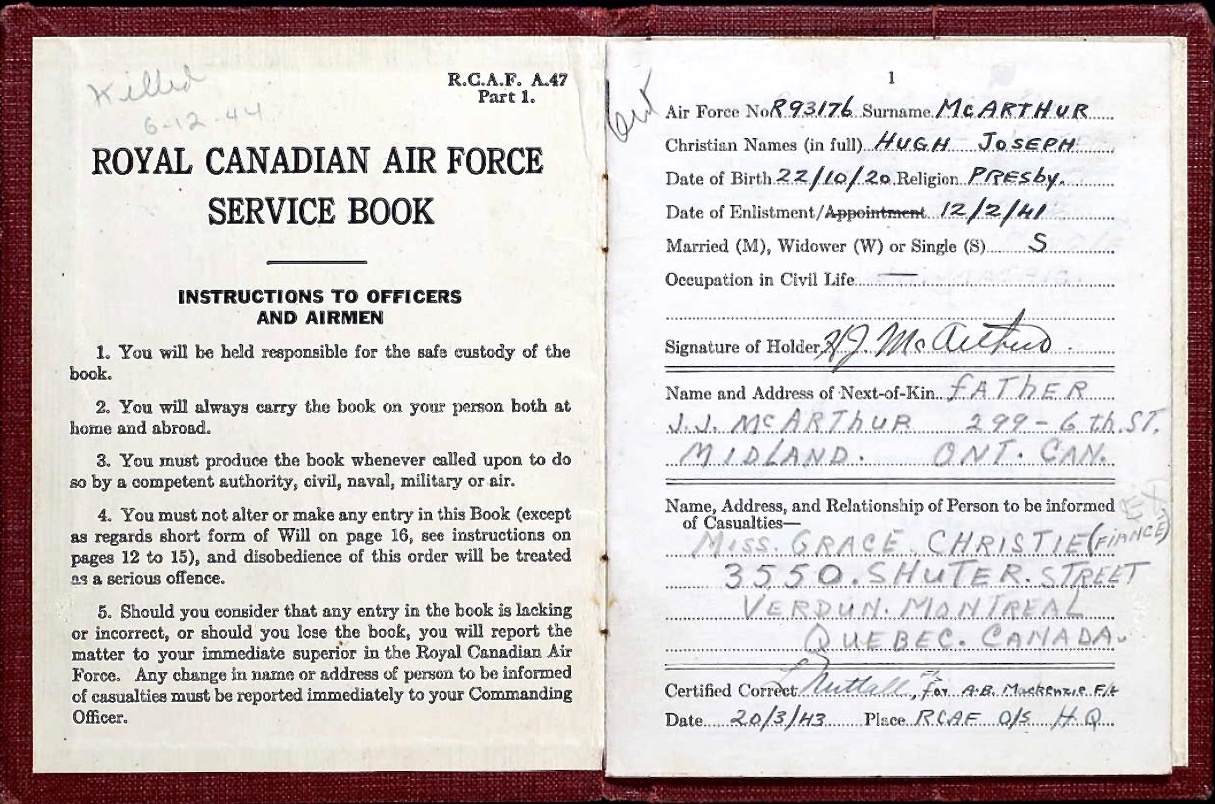 Killed
6-12-44
R.C.A.F. A.47
Part 1.
ROYAL CANADIAN AIR FORCE
SERVICE BOOK
INSTRUCTIONS TO OFFICERS
AND AIRMEN
1. You will be held responsible for the safe custody of the
book.
2. You will always carry the book on your person both at
home and abroad.
3. You must produce the book whenever called upon to do
so by a competent authority, civil, naval, military or air.
4. You must not alter or make any entry in this Book (except
as regards short form of Will on page 16, see instructions on
pages 12 to 15), and disobedience of this order will be treated
as a serious offence.
5. Should you consider that any entry in the book is lacking
or incorrect, or should you lose the book, you will report the
matter to your immediate superior in the Royal Canadian Air
Force. Any change in name or address of person to be informed
of casualties must be reported immediately to your Commanding
Officer.
1
Air Force No R93176 Surname McARTHUR
Christian Names (in full) HUGH JOSEPH
Date of Birth 22/10/20 Religion PRESby.
Date of Enlistment/Appointment 12/2/41
Married (M), Widower (W) or Single (S) S
Occupation in Civil Life —
Signature of Holder H.J. McArthur
Name and Address of Next-of-Kin FATHER
J.J. McARTHUR 299-6th. ST.
MIDLAND. ONT. CAN.
Name, Address, and Relationship of Person to be informed
of Casualties— EX
MISS. GRACE CHRISTIE (FIANCE)
3550. SHUTER. STREET
VERDUN. MONTREAL
QUEBEC. CANADA.
Certified Correct Nuttall, For A.B. Mackenzie F/Lt
Date 20/3/43 Place RCAF O/S H.Q